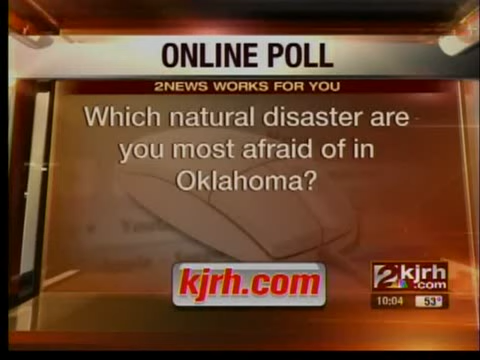 ONLINE POLL
2NEWS WORKS FOR YOU
Which natural disaster are
you most afraid of in
Oklahoma?
kjrh.com
2 kjrh
.com
10:04 53°